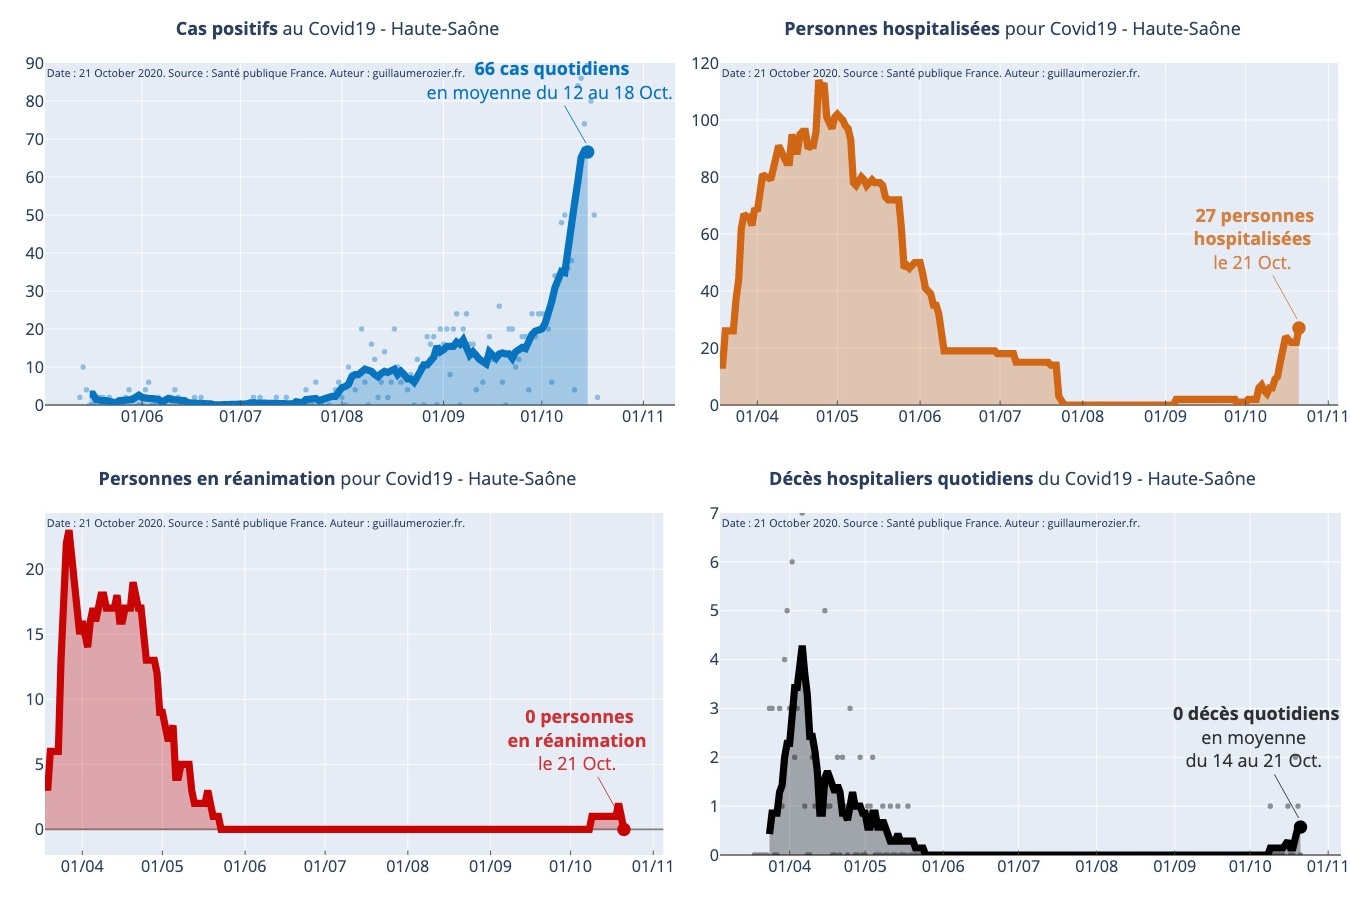 Cas positifs au Covid19 - Haute-Saône
Date : 21 October 2020. Source : Santé publique France. Auteur : guillaumerozier.fr.
66 cas quotidiens
en moyenne du 12 au 18 Oct.
90
80
70
60
50
40
30
20
10
0
01/06 01/07 01/08 01/09 01/10 01/11
Personnes hospitalisées pour Covid19 - Haute-Saône
Date : 21 October 2020. Source : Santé publique France. Auteur : guillaumerozier.fr.
120
100
80
60
40
20
0
27 personnes
hospitalisées
le 21 Oct.
01/04 01/05 01/06 01/07 01/08 01/09 01/10 01/11
Personnes en réanimation pour Covid19 - Haute-Saône
Date : 21 October 2020. Source : Santé publique France. Auteur : guillaumerozier.fr.
20
15
10
5
0
0 personnes
en réanimation
le 21 Oct.
01/04 01/05 01/06 01/07 01/08 01/09 01/10 01/11
Décès hospitaliers quotidiens du Covid19 - Haute-Saône
Date : 21 October 2020. Source : Santé publique France. Auteur : guillaumerozier.fr.
7
6
5
4
3
2
1
0
0 décès quotidiens
en moyenne
du 14 au 21 Oct.
01/04 01/05 01/06 01/07 01/08 01/09 01/10 01/11